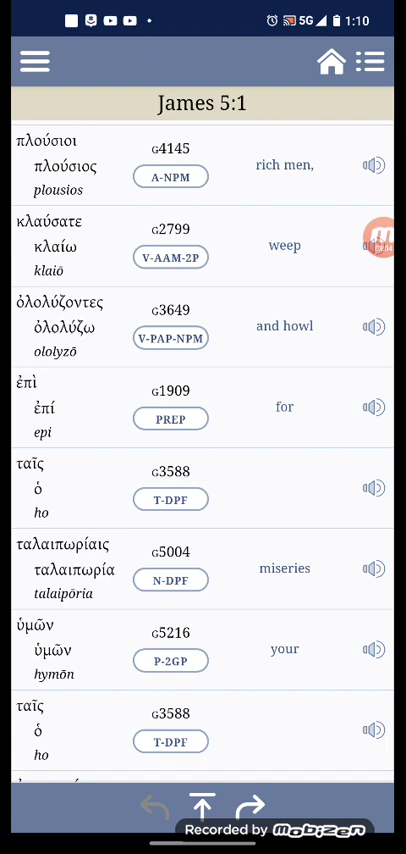 5G 1:10
James 5:1
πλούσιοι
πλούσιος
plousios
G4145
A-NPM
rich men,
κλαύσατε
κλαίω
klaiō
G2799
V-AAM-2P
weep
ὀλολύζοντες
ὀλολύζω
ololyzō
G3649
V-PAP-NPM
and howl
ἐπὶ
ἐπί
epi
G1909
PREP
for
ταῖς
ὁ
ho
G3588
T-DPF
ταλαιπωρίαις
ταλαιπωρία
talaipōria
G5004
N-DPF
miseries
ὑμῶν
ὑμῶν
hymōn
G5216
P-2GP
your
ταῖς
ὁ
ho
G3588
T-DPF
Recorded by Mobizen